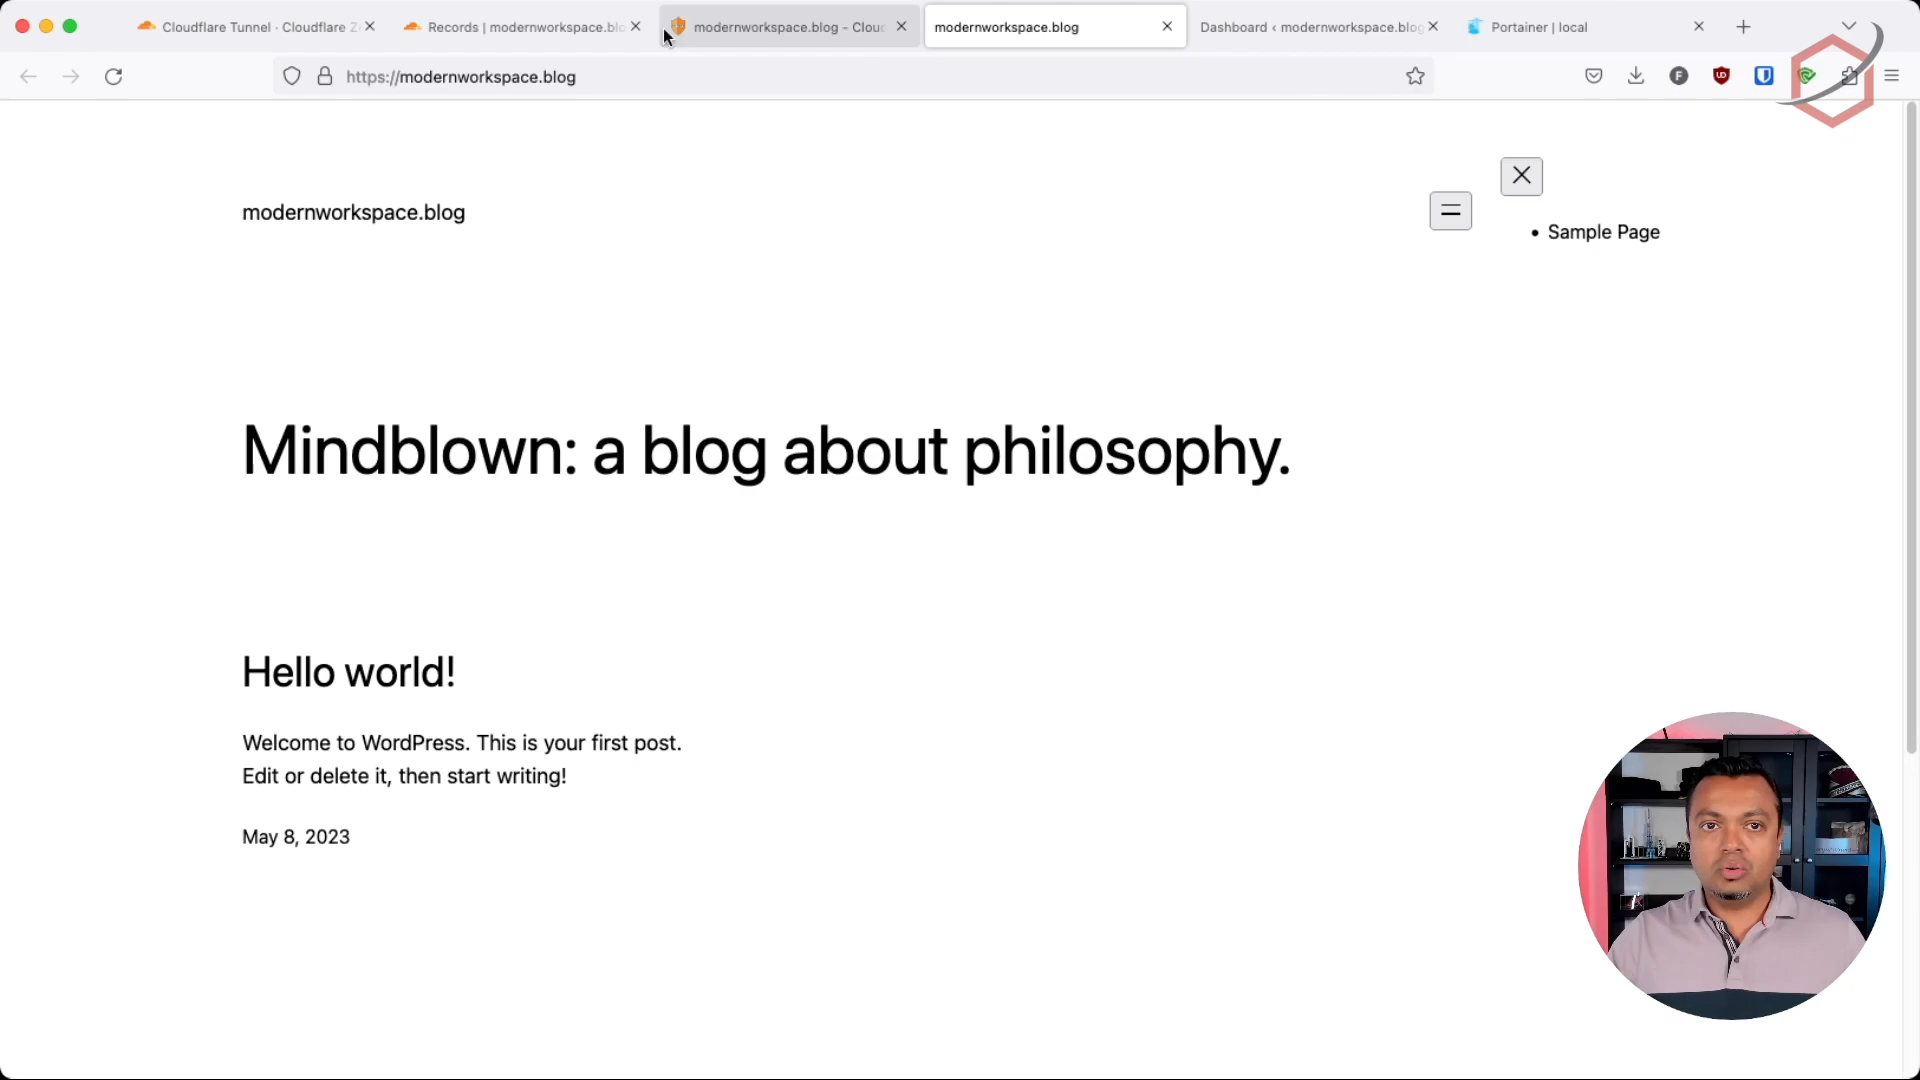 Cloudflare Tunnel · Cloudflare Z
Records | modernworkspace.blo
modernworkspace.blog – Clou
modernworkspace.blog
Dashboard ‹ modernworkspace.blog
Portainer | local
https://modernworkspace.blog
modernworkspace.blog
Sample Page
Mindblown: a blog about philosophy.
Hello world!
Welcome to WordPress. This is your first post.
Edit or delete it, then start writing!
May 8, 2023